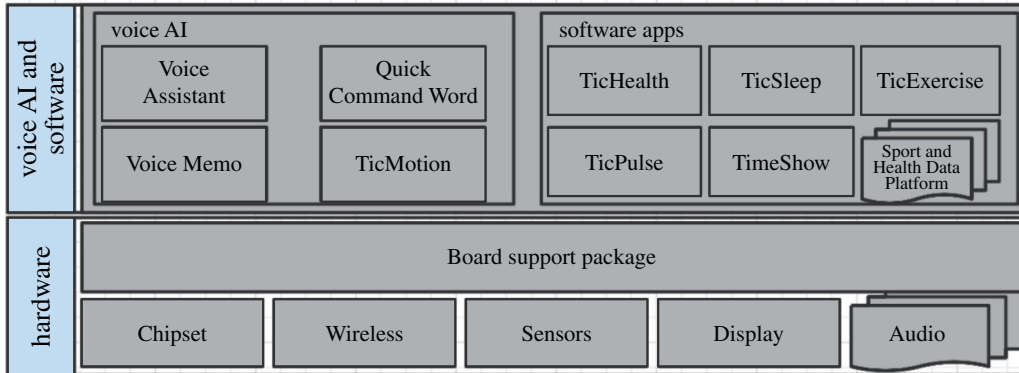 voice AI and
software
voice AI
Voice
Assistant
Quick
Command Word
Voice Memo
TicMotion
software apps
TicHealth
TicSleep
TicExercise
TicPulse
TimeShow
Sport and
Health Data
Platform
hardware
Board support package
Chipset
Wireless
Sensors
Display
Audio